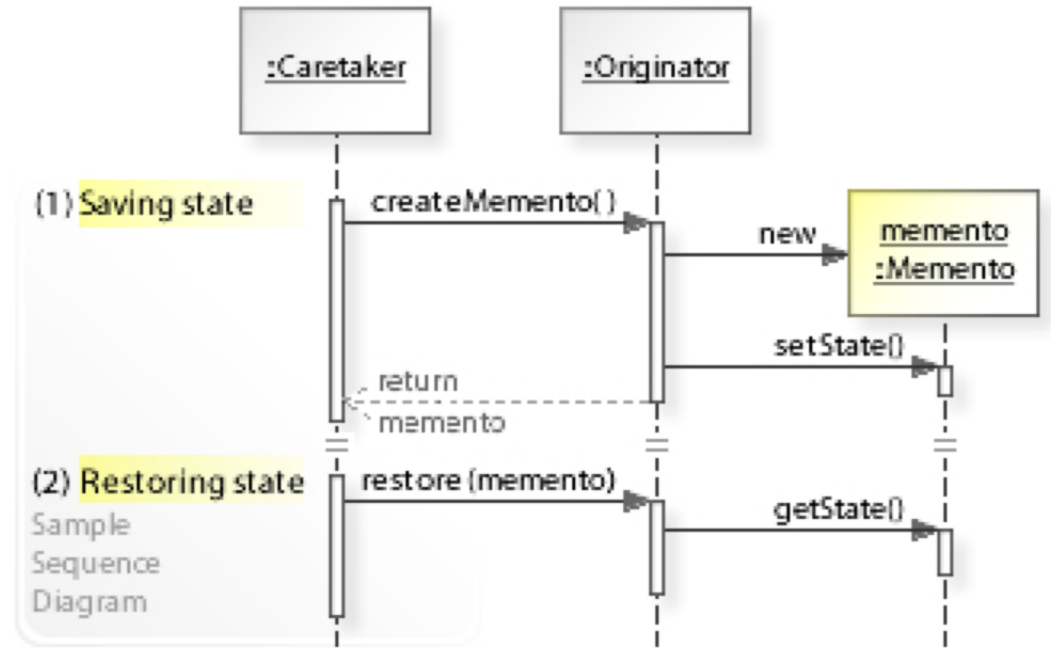 :Caretaker
:Originator
(1) Saving state
createMemento()
new
memento
:Memento
setState()
return
memento
(2) Restoring state
restore (memento)
getState()
Sample
Sequence
Diagram